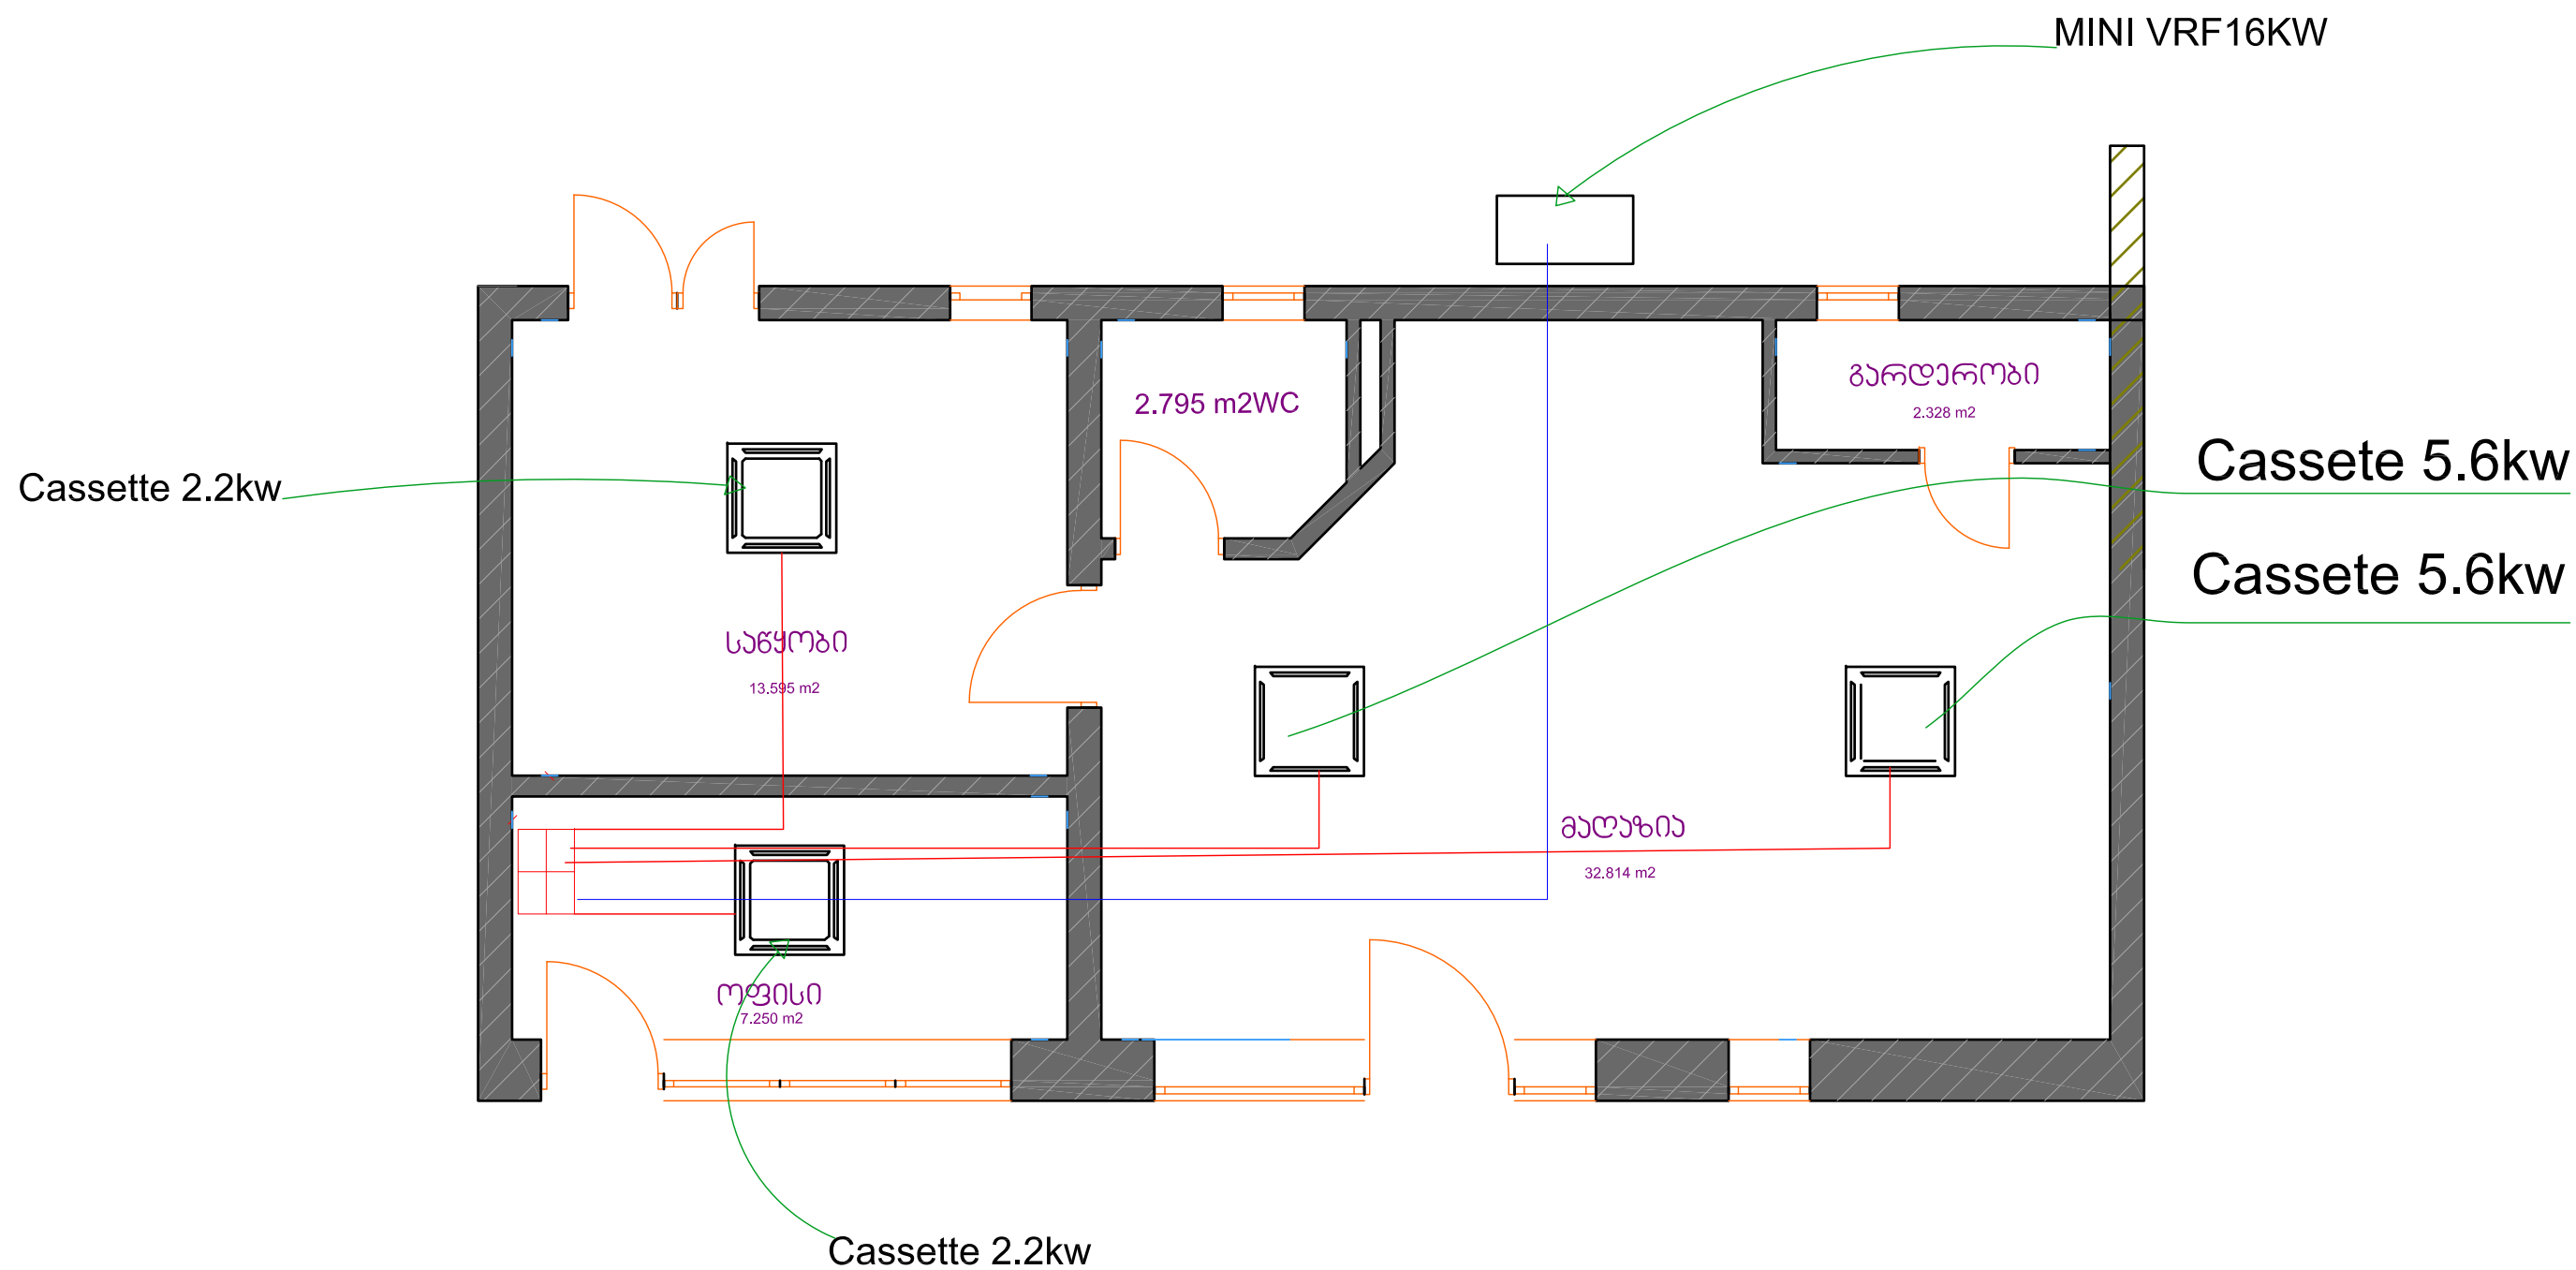 MINI VRF16KW
გარდერობი
2.328 m2
2.795 m2WC
Cassete 5.6kw
Cassette 2.2kw
Cassete 5.6kw
საწყობი
13.595 m2
მაღაზია
32.814 m2
ოფისი
7.250 m2
Cassette 2.2kw